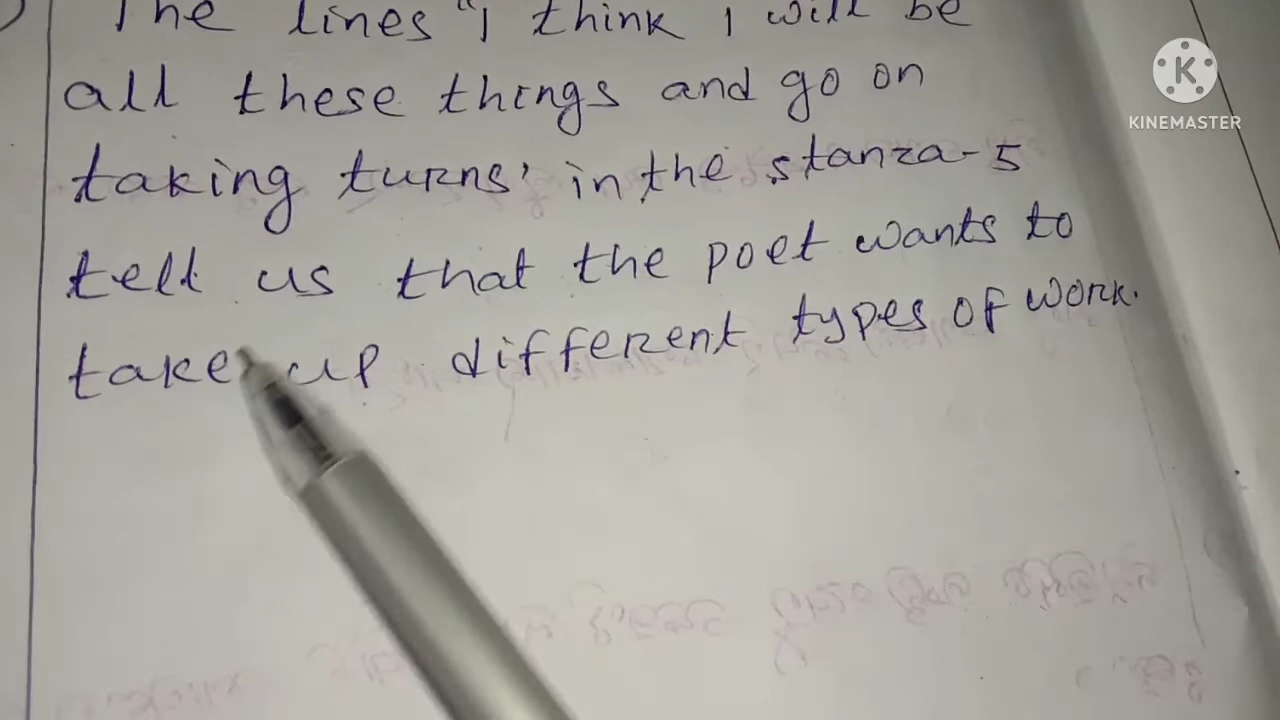 The lines "I think I will be
all these things and go on
taking turns' in the stanza-5
tell us that the poet wants to
take up different types of work.
KINEMASTER